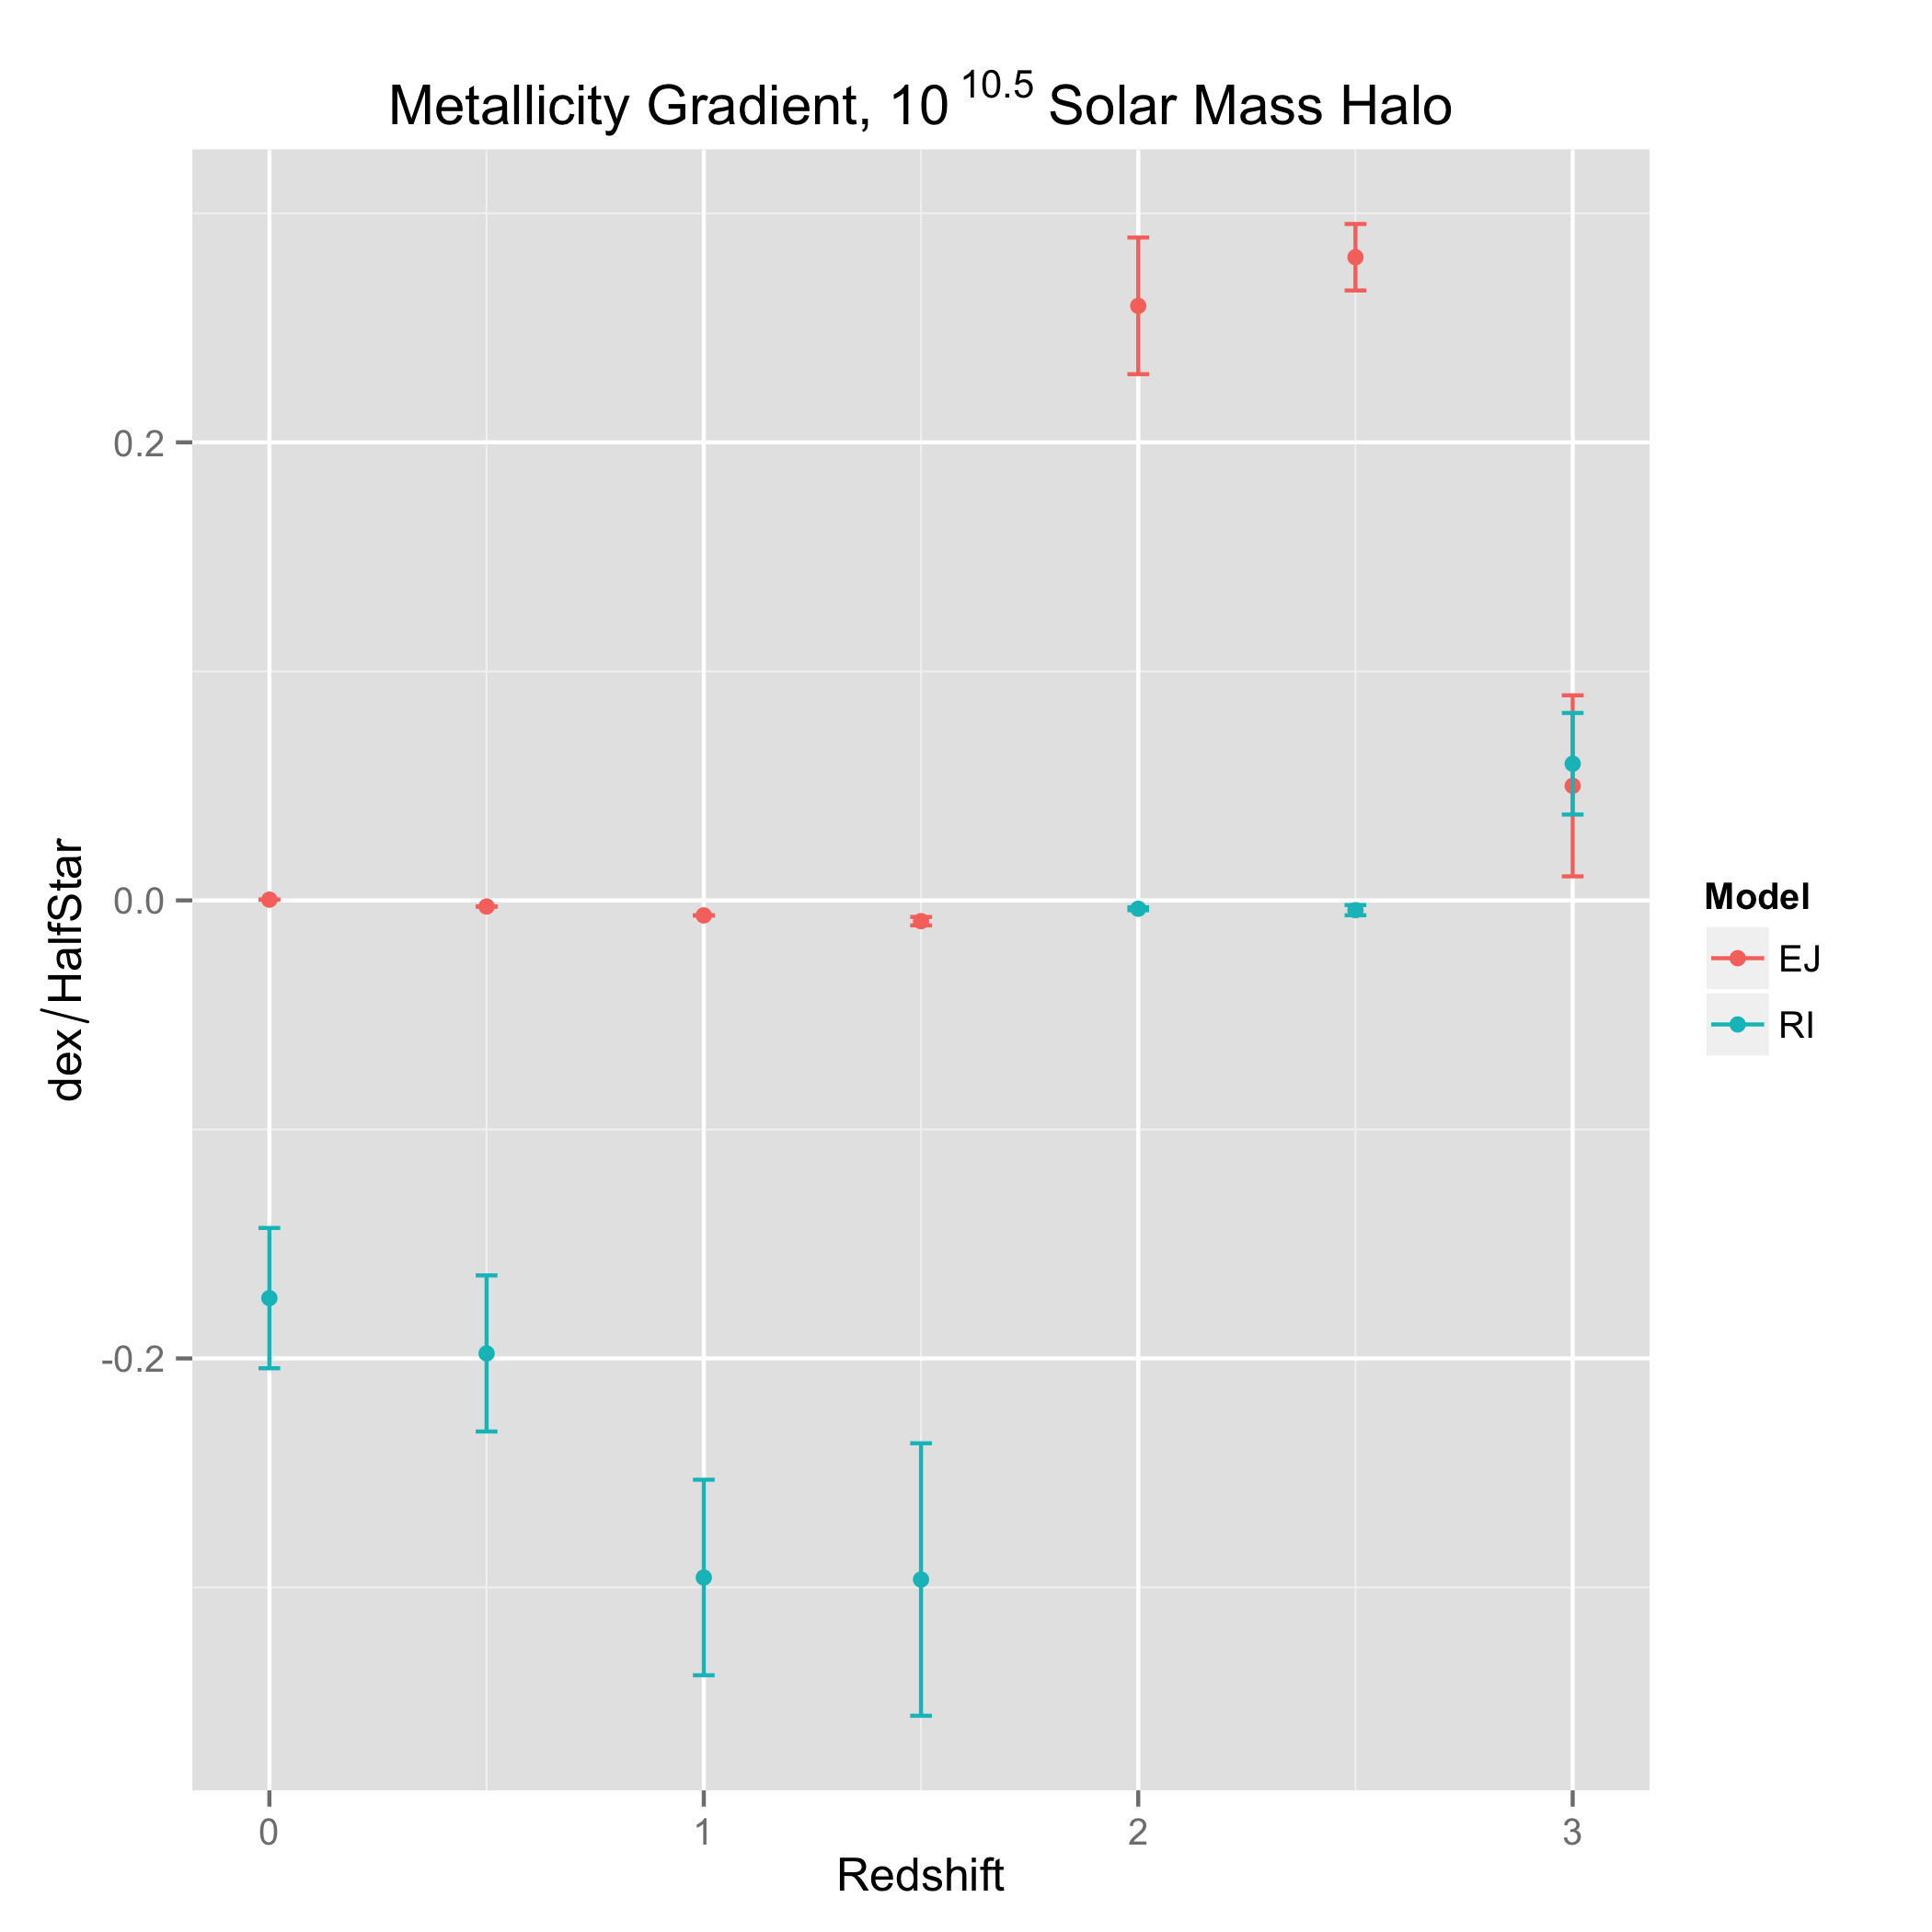 Metallicity Gradient, 10^10.5 Solar Mass Halo
dex/HalfStar
0.2
0.0
-0.2
0 1 2 3
Redshift
Model
EJ
RI